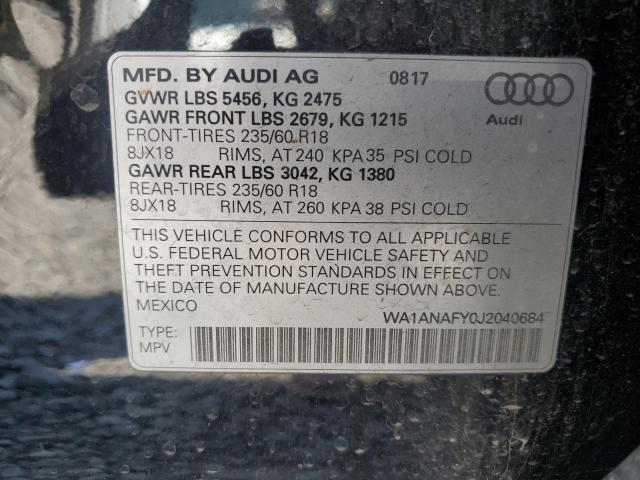 MFD. BY AUDI AG 0817
GVWR LBS 5456, KG 2475
GAWR FRONT LBS 2679, KG 1215
Audi
FRONT-TIRES 235/60 R18
8JX18 RIMS, AT 240 KPA 35 PSI COLD
GAWR REAR LBS 3042, KG 1380
REAR-TIRES 235/60 R18
8JX18 RIMS, AT 260 KPA 38 PSI COLD
THIS VEHICLE CONFORMS TO ALL APPLICABLE
U.S. FEDERAL MOTOR VEHICLE SAFETY AND
THEFT PREVENTION STANDARDS IN EFFECT ON
THE DATE OF MANUFACTURE SHOWN ABOVE.
MEXICO WA1ANAFY0J2040684
TYPE:
MPV